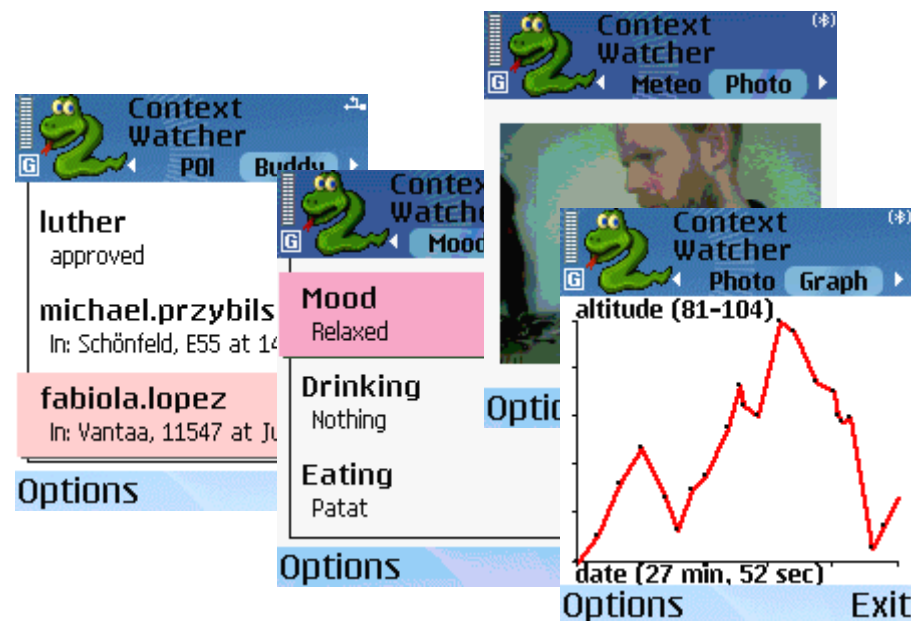 Context
Watcher
G
POI Buddy
luther
approved
michael.przybils
In: Schönfeld, E55 at 14
fabiola.lopez
In: Vantaa, 11547 at Ju
Options
Context
Watche
G
Mood
Mood
Relaxed
Drinking
Nothing
Eating
Patat
Options
Context
Watcher
G
Meteo Photo
Optio
Context
Watcher
G
Photo Graph
altitude (81-104)
date (27 min, 52 sec)
Options Exit